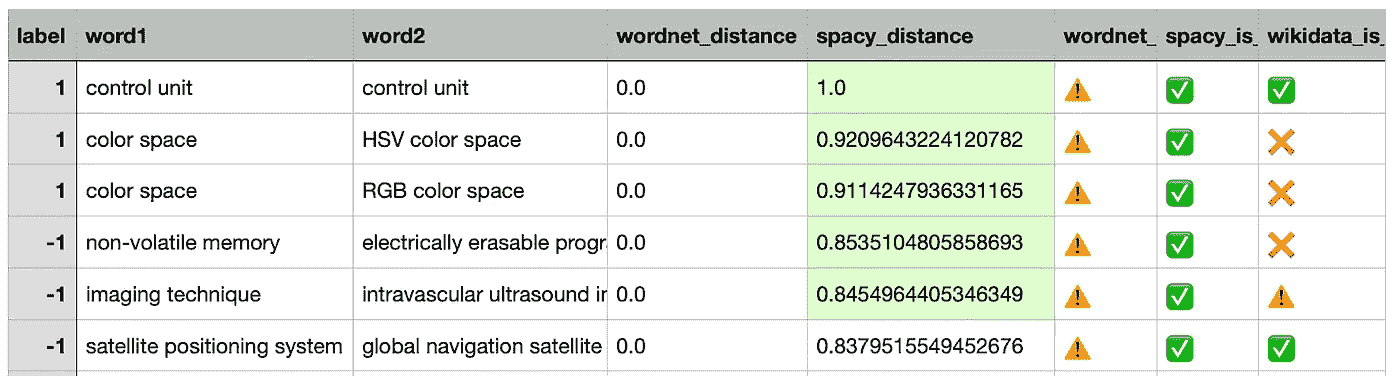 label word1 word2 wordnet_distance spacy_distance wordnet_ spacy_is_ wikidata_is_
1 control unit control unit 0.0 1.0
1 color space HSV color space 0.0 0.9209643224120782
1 color space RGB color space 0.0 0.9114247936331165
-1 non-volatile memory electrically erasable progr 0.0 0.8535104805858693
-1 imaging technique intravascular ultrasound in 0.0 0.8454964405346349
-1 satellite positioning system global navigation satellite 0.0 0.8379515549452676